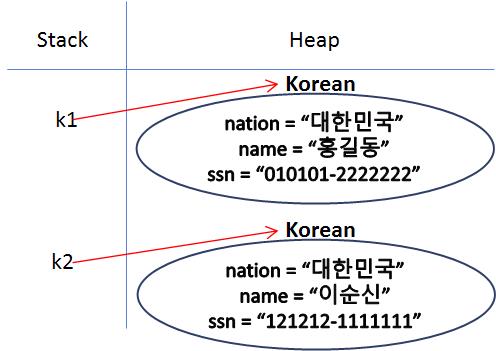 Stack Heap
Korean
k1
nation = “대한민국”
name = “홍길동”
ssn = “010101-2222222”
Korean
k2
nation = “대한민국”
name = “이순신”
ssn = “121212-1111111”